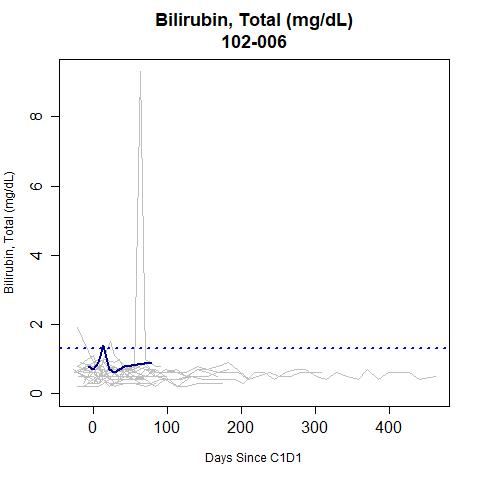 Bilirubin, Total (mg/dL)
102-006
Bilirubin, Total (mg/dL)
8
6
4
2
0
0 100 200 300 400
Days Since C1D1